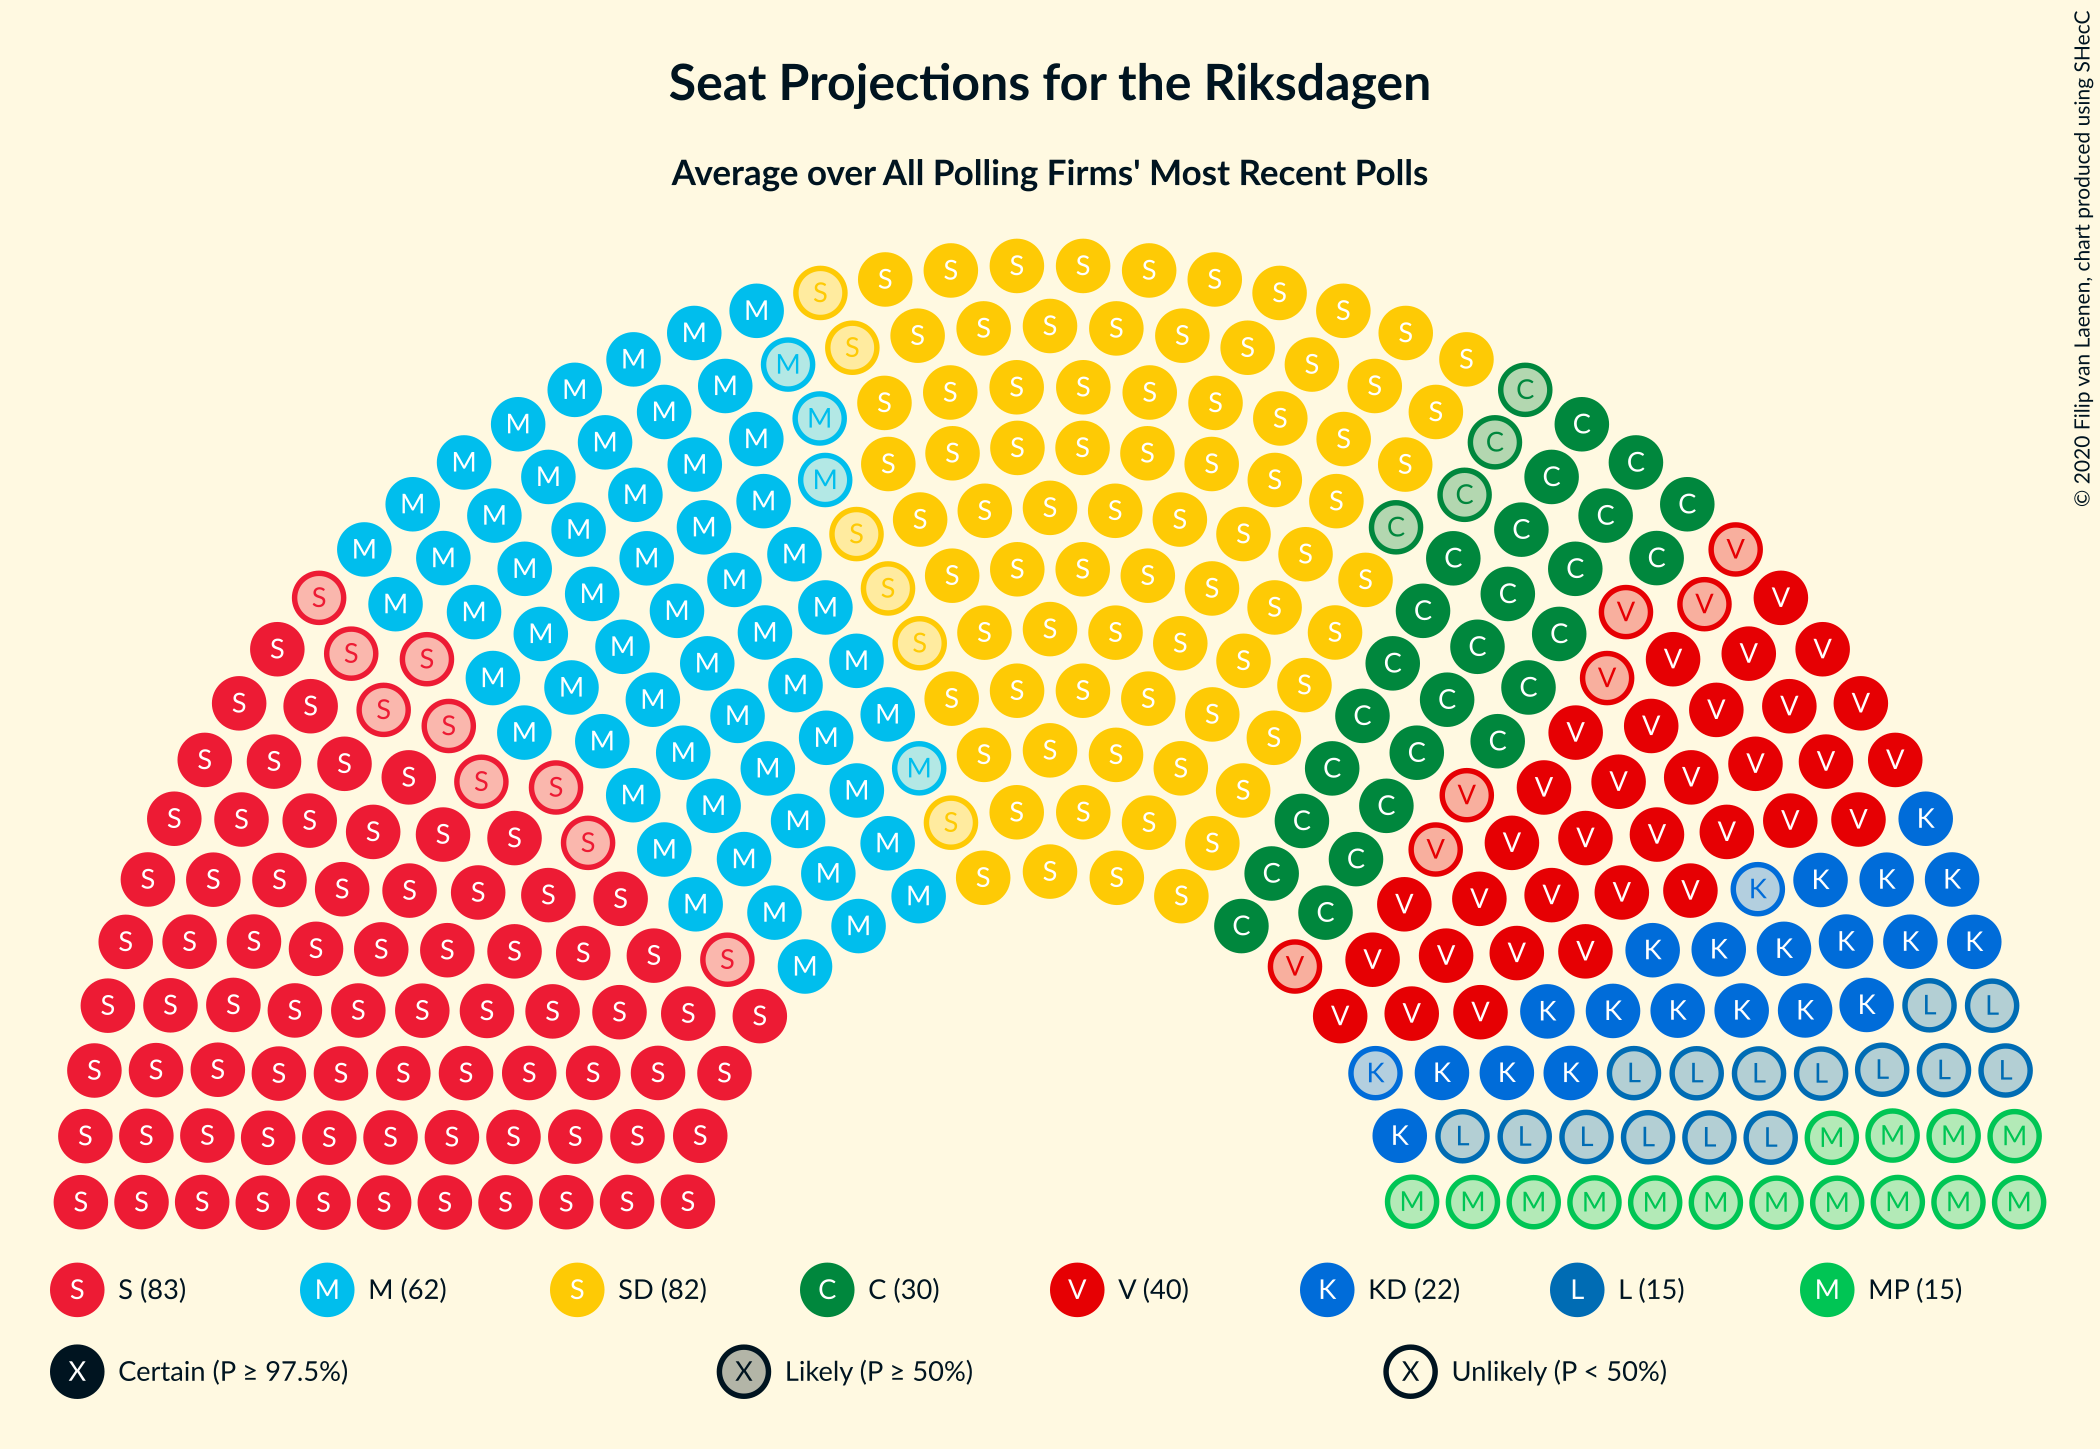 Seat Projections for the Riksdagen
Average over All Polling Firms' Most Recent Polls
© 2020 Filip van Laenen, chart produced using SHecC
S S (83) M M (62) S SD (82) C C (30) V V (40) K KD (22) L L (15) M MP (15)
X Certain (P ≥ 97.5%) X Likely (P ≥ 50%) X Unlikely (P < 50%)